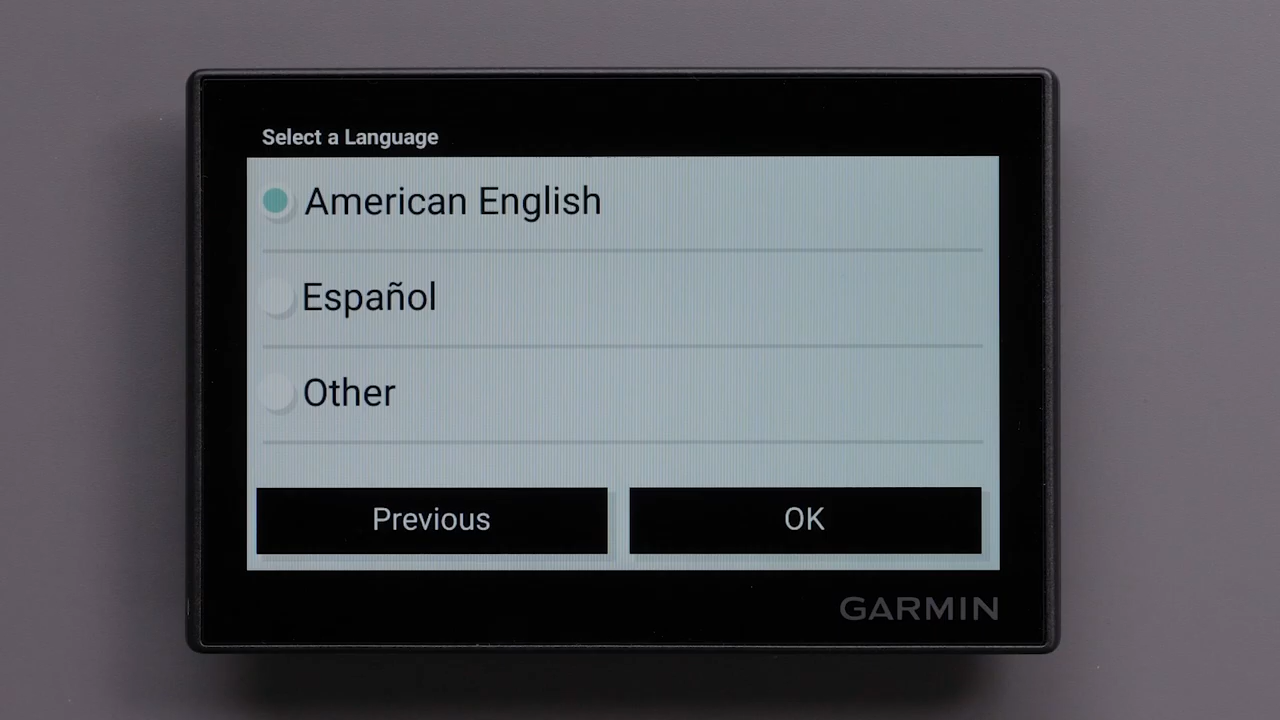 Select a Language
American English
Español
Other
Previous
OK
GARMIN